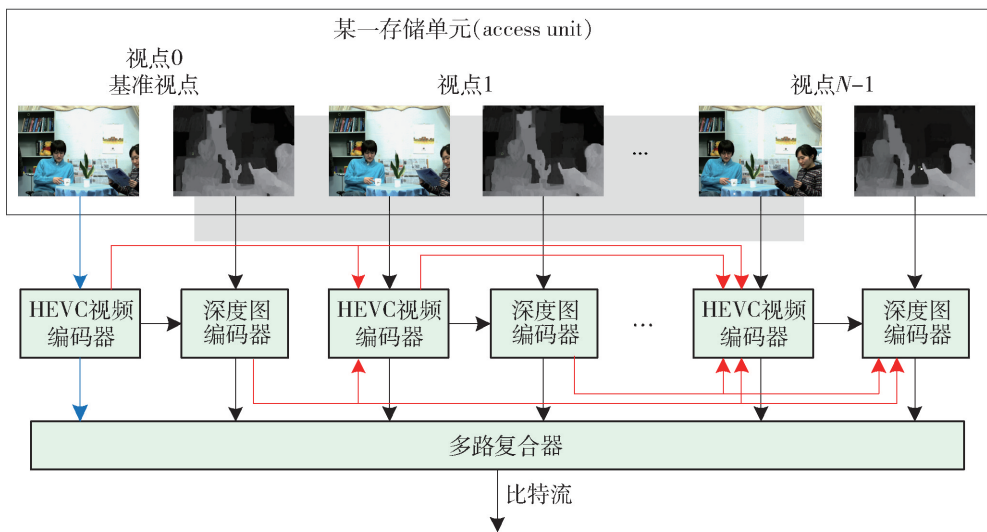 某一存储单元(access unit)
视点0
基准视点
视点1
视点N-1
...
HEVC视频
编码器
深度图
编码器
HEVC视频
编码器
深度图
编码器
...
HEVC视频
编码器
深度图
编码器
多路复合器
比特流